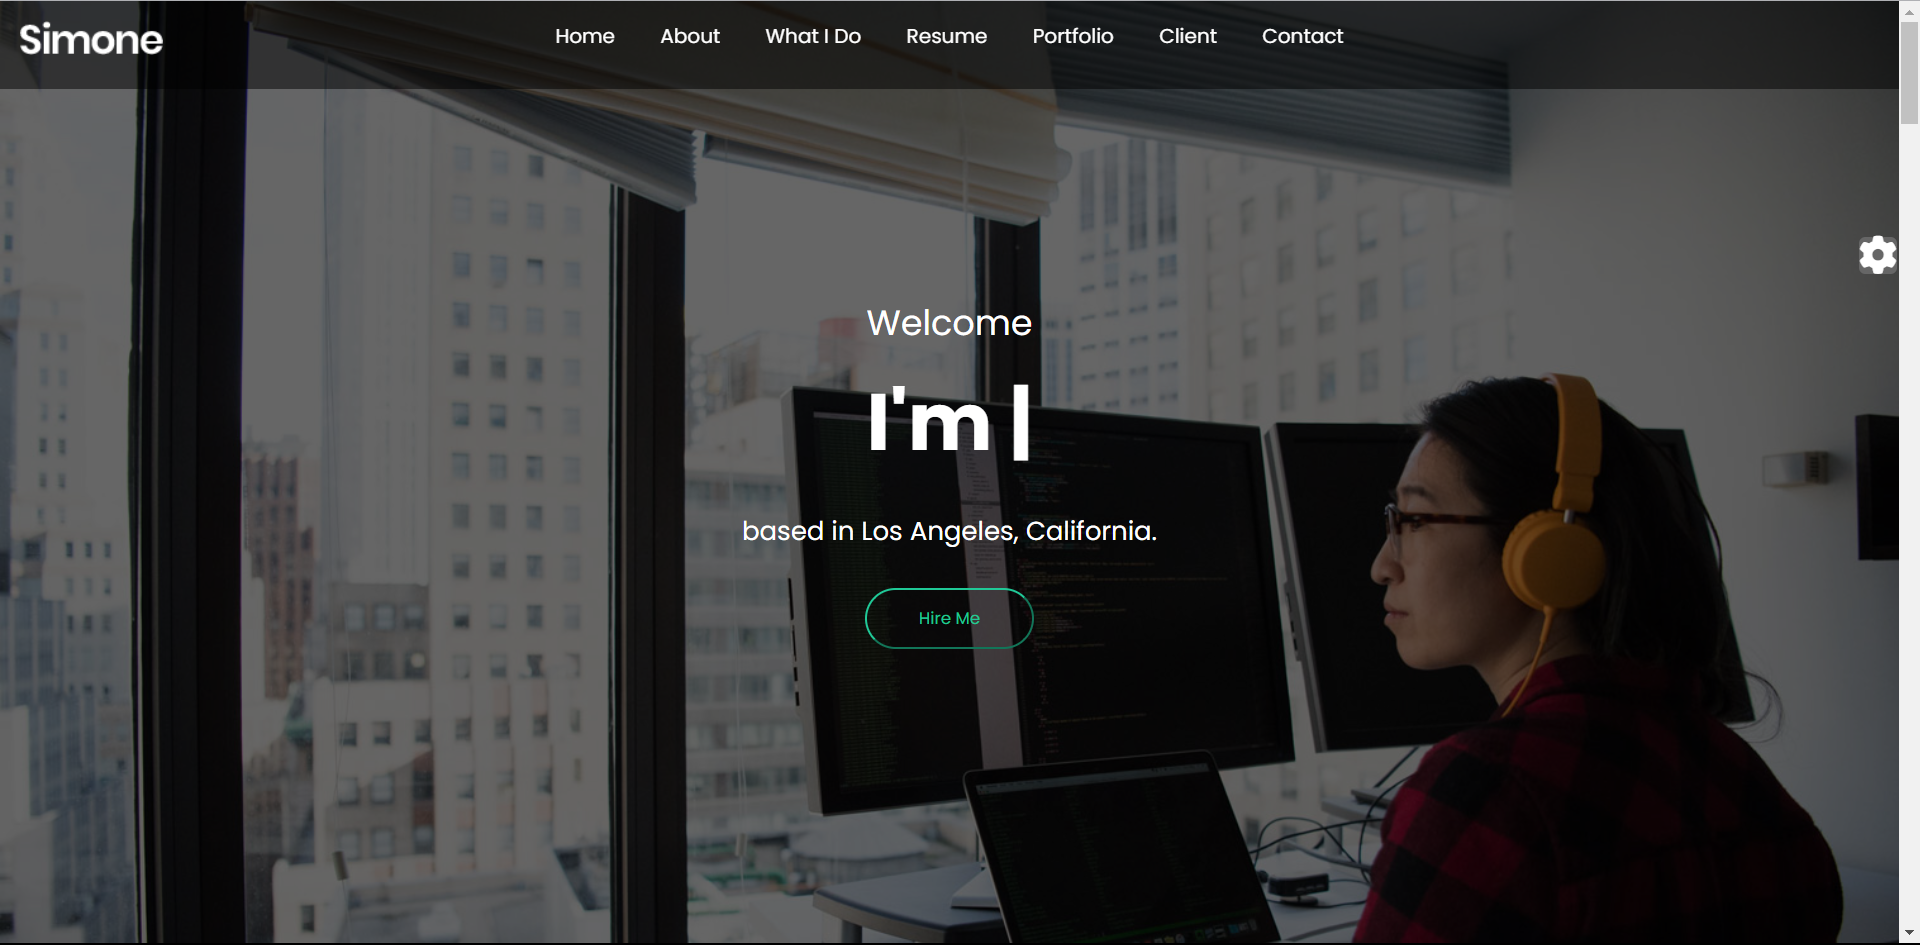 Simone
Home About What I Do Resume Portfolio Client Contact
Welcome
I'm |
based in Los Angeles, California.
Hire Me